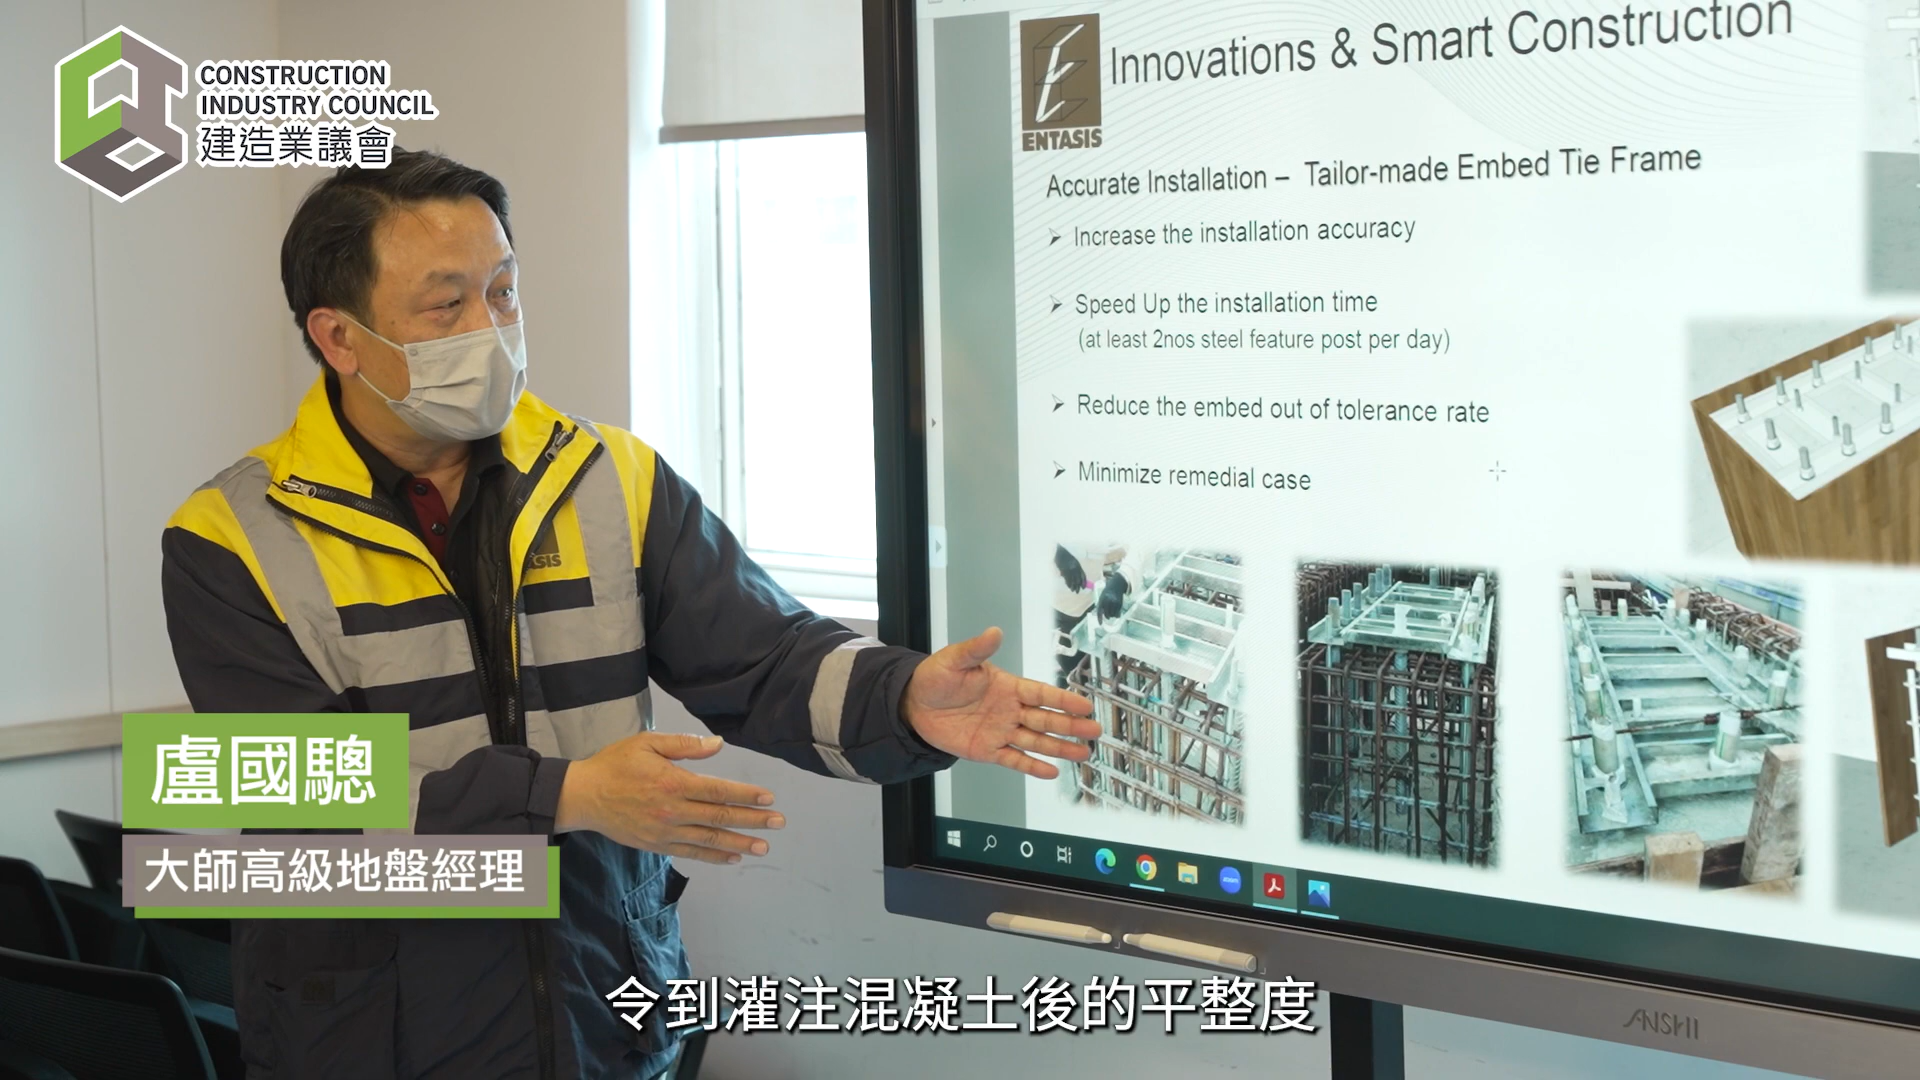 CONSTRUCTION
INDUSTRY COUNCIL
建造業議會
ENTASIS
Innovations & Smart Construction
Accurate Installation – Tailor-made Embed Tie Frame
➢ Increase the installation accuracy
➢ Speed Up the installation time
(at least 2nos steel feature post per day)
➢ Reduce the embed out of tolerance rate
➢ Minimize remedial case
盧國驄
大師高級地盤經理
令到灌注混凝土後的平整度